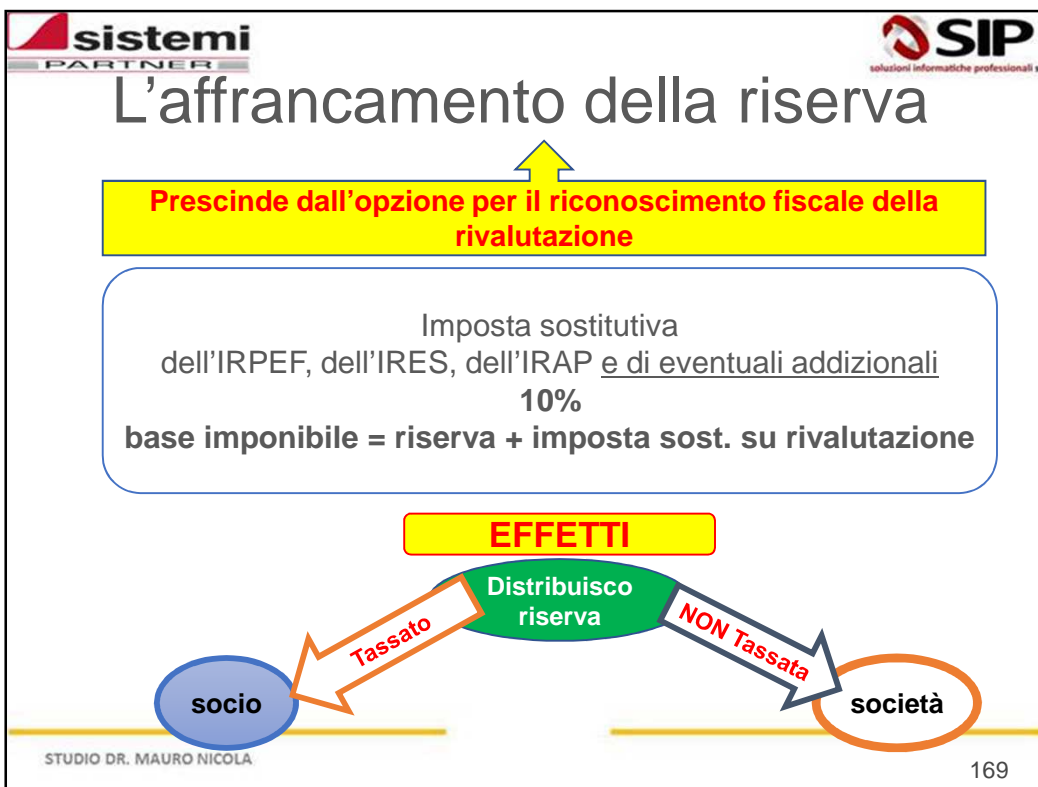 sistemi
PARTNER
SIP
soluzioni informatiche professionali s
L'affrancamento della riserva
Prescinde dall'opzione per il riconoscimento fiscale della
rivalutazione
Imposta sostitutiva
dell'IRPEF, dell'IRES, dell'IRAP e di eventuali addizionali
10%
base imponibile = riserva + imposta sost. su rivalutazione
EFFETTI
Distribuisco
riserva
Tassato
NON Tassata
socio
società
STUDIO DR. MAURO NICOLA
169